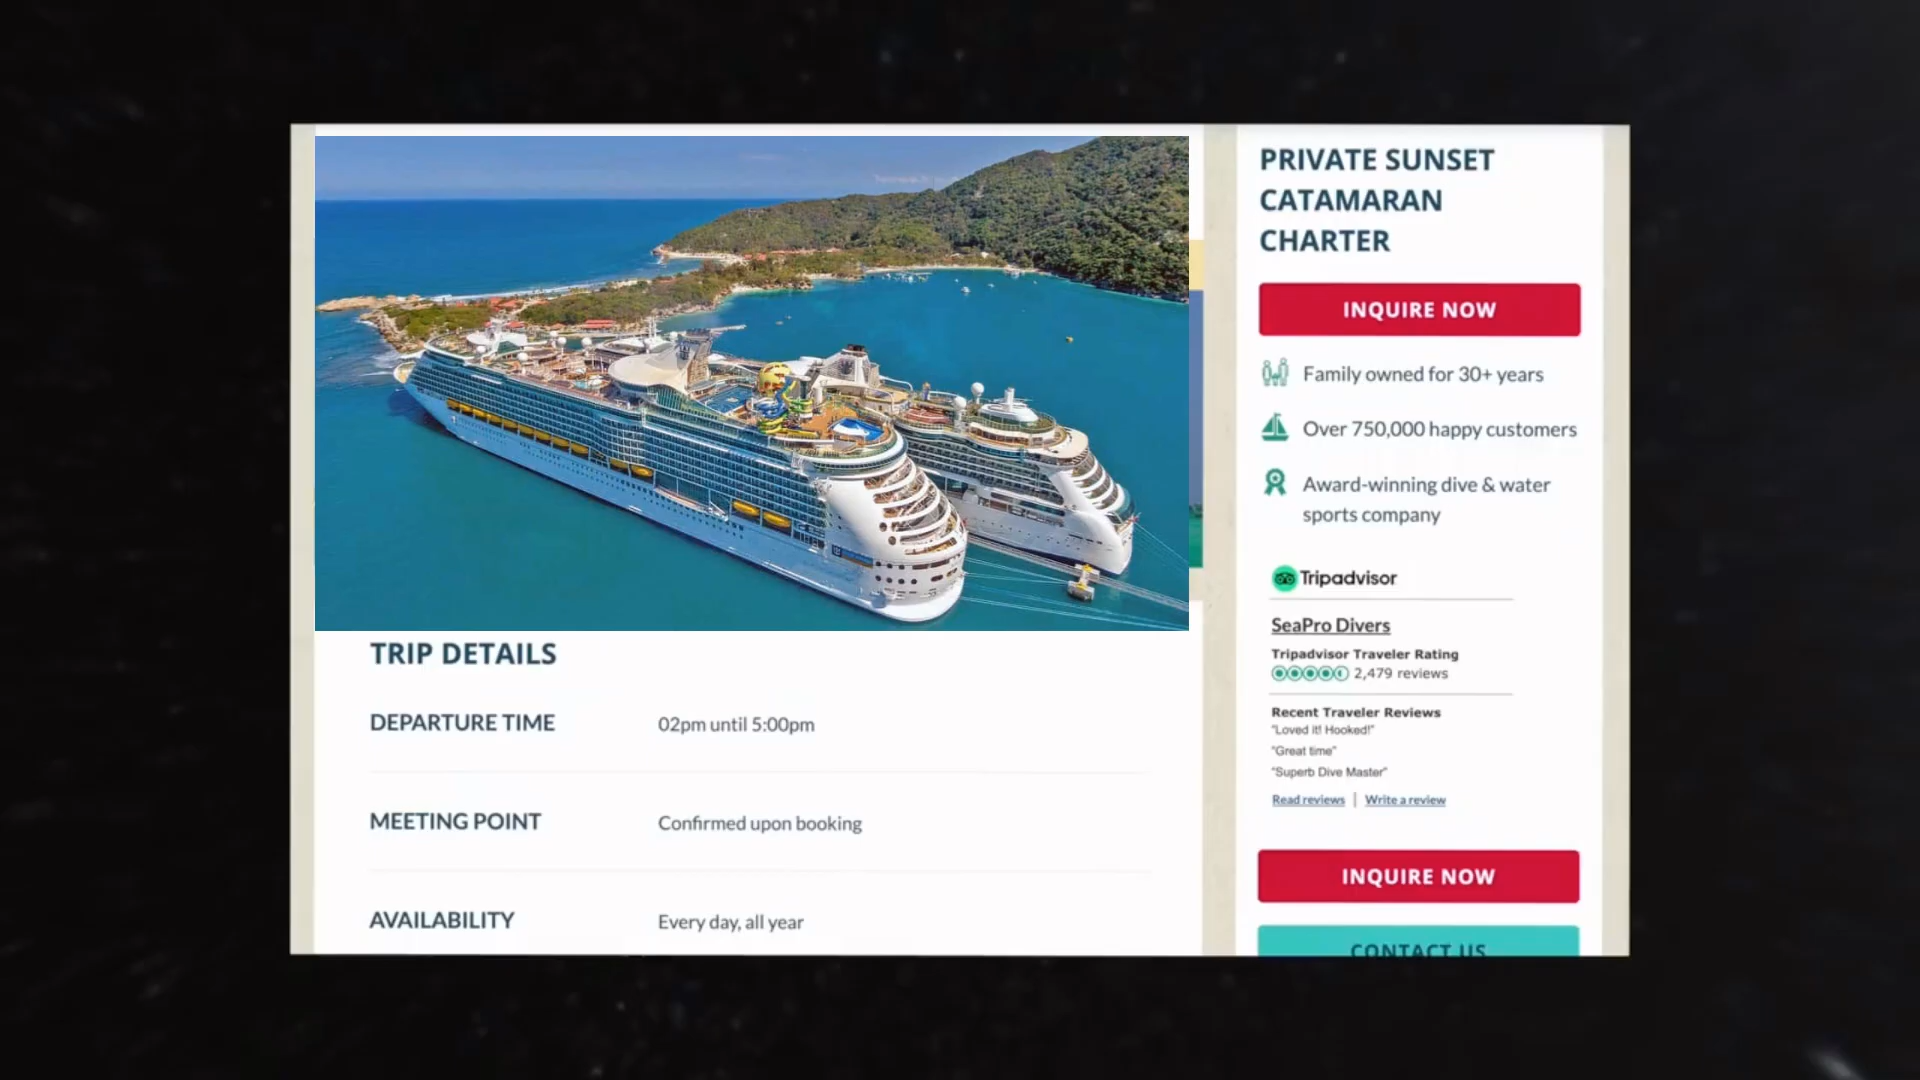 PRIVATE SUNSET
CATAMARAN
CHARTER
INQUIRE NOW
Family owned for 30+ years
Over 750,000 happy customers
Award-winning dive & water
sports company
Tripadvisor
SeaPro Divers
Tripadvisor Traveler Rating
2,479 reviews
Recent Traveler Reviews
"Loved it! Hooked!"
"Great time"
"Superb Dive Master"
Read reviews | Write a review
INQUIRE NOW
CONTACT US
TRIP DETAILS
DEPARTURE TIME 02pm until 5:00pm
MEETING POINT Confirmed upon booking
AVAILABILITY Every day, all year